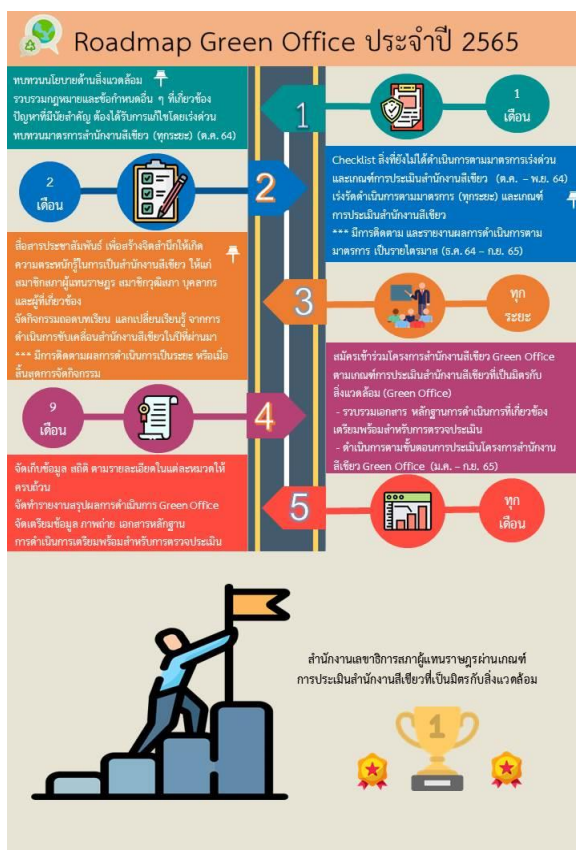 Roadmap Green Office ประจำปี 2565
ทบทวนนโยบายด้านสิ่งแวดล้อม
รวบรวมกฎหมายและข้อกำหนดอื่น ๆ ที่เกี่ยวข้อง
ปัญหาที่มีนัยสำคัญ ต้องได้รับการแก้ไขโดยเร่งด่วน
ทบทวนมาตรการสำนักงานสีเขียว (ทุกระยะ) (ต.ค. 64)
1
1
เดือน
2
เดือน
2
Checklist สิ่งที่ยังไม่ได้ดำเนินการตามมาตรการเร่งด่วน
และเกณฑ์การประเมินสำนักงานสีเขียว (ต.ค. – พ.ย. 64)
เร่งรัดดำเนินการตามมาตรการ (ทุกระยะ) และเกณฑ์
การประเมินสำนักงานสีเขียว
*** มีการติดตาม และรายงานผลการดำเนินการตาม
มาตรการ เป็นรายไตรมาส (ธ.ค. 64 – ก.ย. 65)
สื่อสารประชาสัมพันธ์ เพื่อสร้างจิตสำนึกให้เกิด
ความตระหนักรู้ในการเป็นสำนักงานสีเขียว ให้แก่
สมาชิกสภาผู้แทนราษฎร สมาชิกวุฒิสภา บุคลากร
และผู้ที่เกี่ยวข้อง
จัดกิจกรรมถอดบทเรียน แลกเปลี่ยนเรียนรู้ จากการ
ดำเนินการขับเคลื่อนสำนักงานสีเขียวในปีที่ผ่านมา
*** มีการติดตามผลการดำเนินการเป็นระยะ หรือเมื่อ
สิ้นสุดการจัดกิจกรรม
3
ทุก
ระยะ
9
เดือน
4
สมัครเข้าร่วมโครงการสำนักงานสีเขียว Green Office
ตามเกณฑ์การประเมินสำนักงานสีเขียวที่เป็นมิตรกับ
สิ่งแวดล้อม (Green Office)
- รวบรวมเอกสาร หลักฐานการดำเนินการที่เกี่ยวข้อง
เตรียมพร้อมสำหรับการตรวจประเมิน
- ดำเนินการตามขั้นตอนการประเมินโครงการสำนักงาน
สีเขียว Green Office (ม.ค. – ก.ย. 65)
จัดเก็บข้อมูล สถิติ ตามรายละเอียดในแต่ละหมวดให้
ครบถ้วน
จัดทำรายงานสรุปผลการดำเนินการ Green Office
จัดเตรียมข้อมูล ภาพถ่าย เอกสารหลักฐาน
การดำเนินการเตรียมพร้อมสำหรับการตรวจประเมิน
5
ทุก
เดือน
สำนักงานเลขาธิการสภาผู้แทนราษฎรผ่านเกณฑ์
การประเมินสำนักงานสีเขียวที่เป็นมิตรกับสิ่งแวดล้อม
1